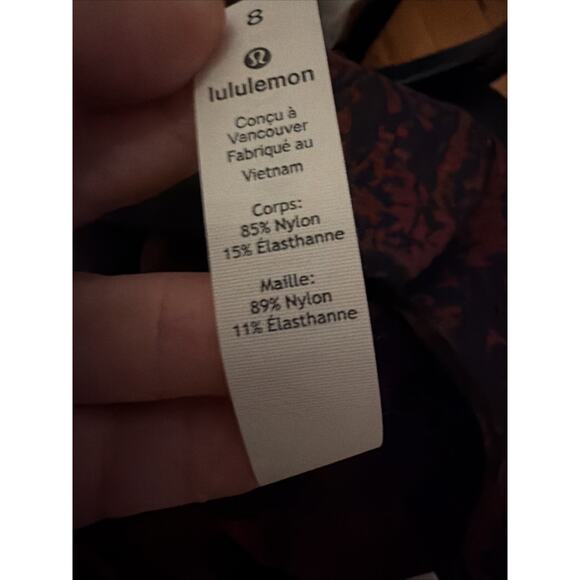 8
lululemon
Conçu à
Vancouver
Fabriqué au
Vietnam
Corps:
85% Nylon
15% Élasthanne
Maille:
89% Nylon
11% Élasthanne